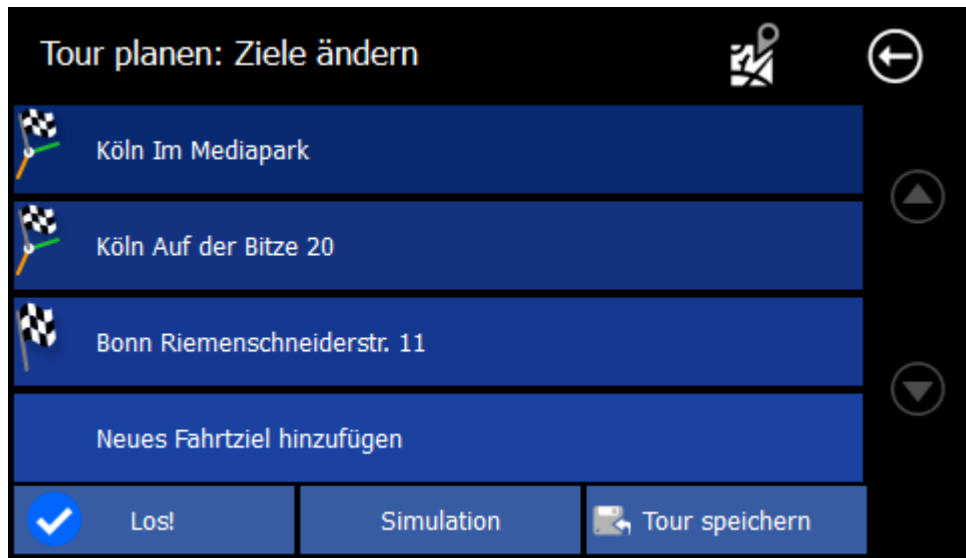 Tour planen: Ziele ändern
Köln Im Mediapark
Köln Auf der Bitze 20
Bonn Riemenschneiderstr. 11
Neues Fahrtziel hinzufügen
Los!
Simulation
Tour speichern